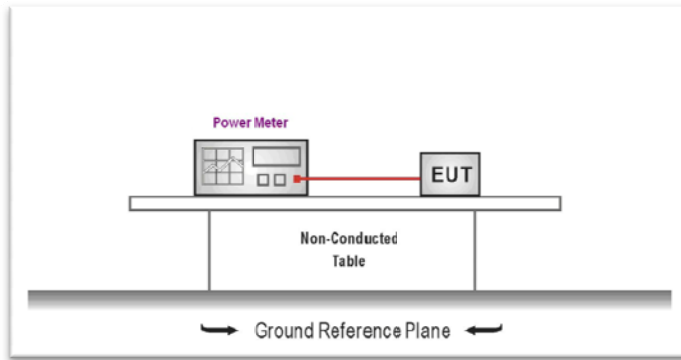 Power Meter
EUT
Non-Conducted
Table
Ground Reference Plane